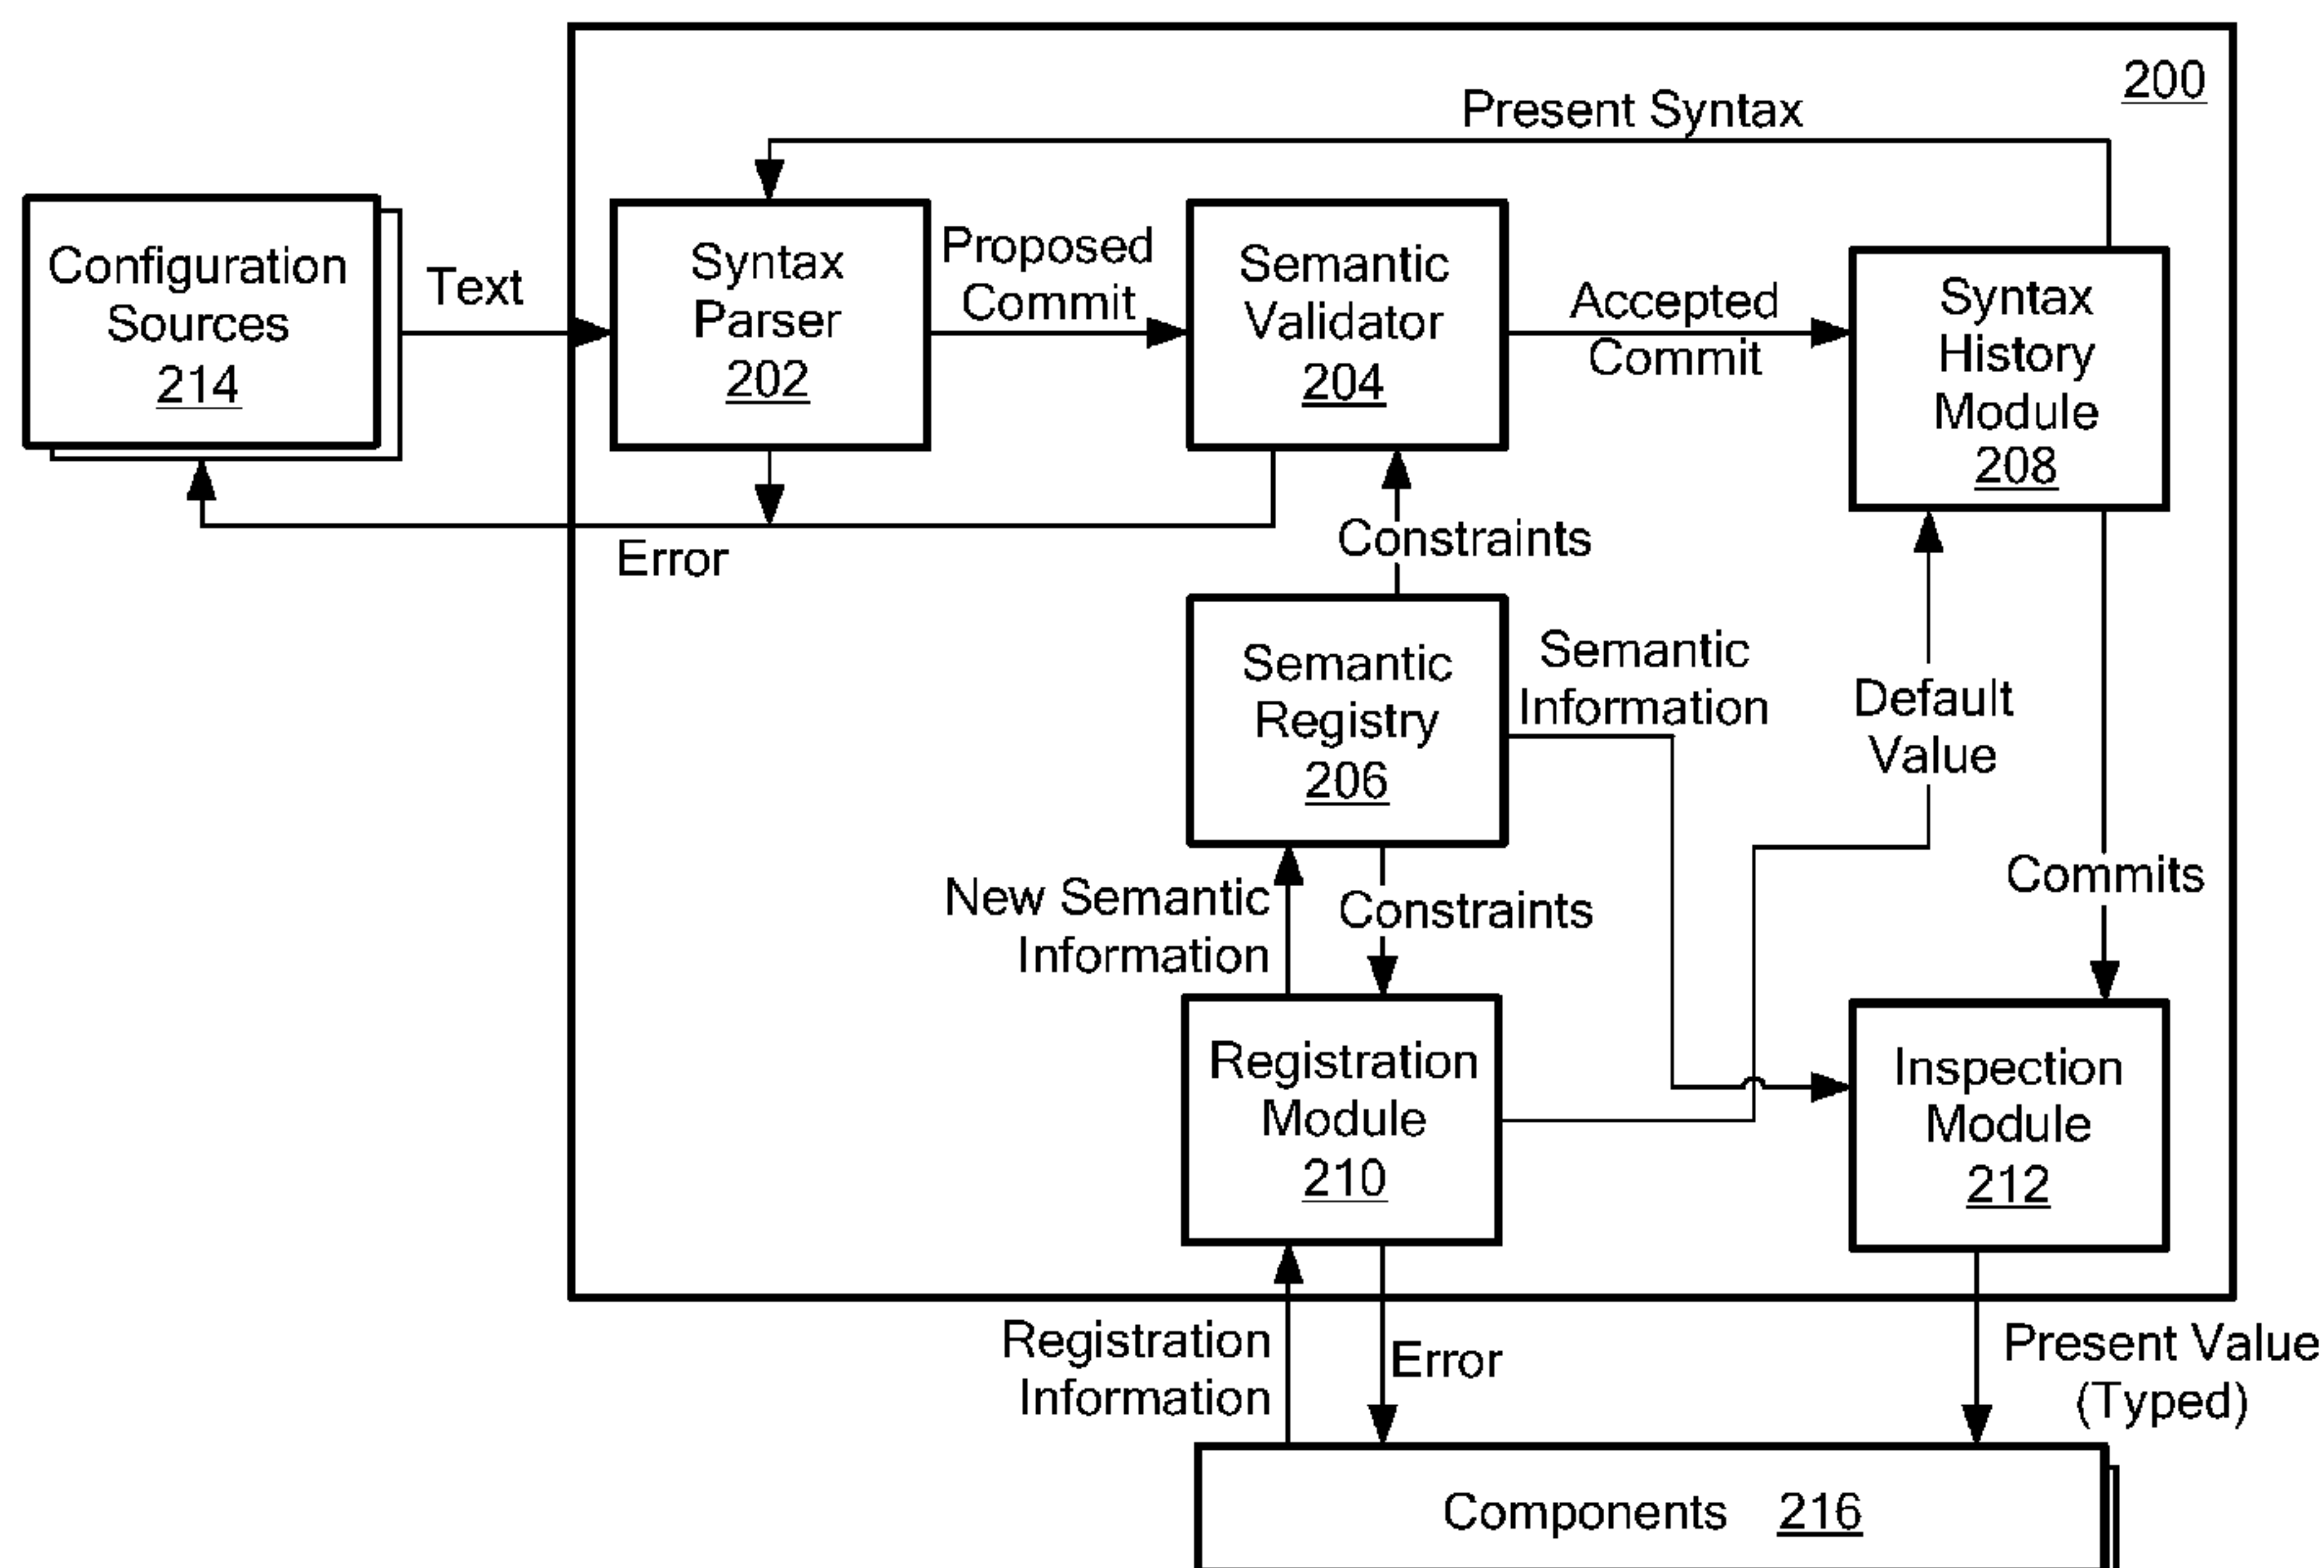 200
Present Syntax
Configuration
Sources
214
Text
Syntax
Parser
202
Proposed
Commit
Semantic
Validator
204
Accepted
Commit
Syntax
History
Module
208
Error
Constraints
Semantic
Registry
206
Semantic
Information
Default
Value
Commits
New Semantic
Information
Constraints
Registration
Module
210
Inspection
Module
212
Registration
Information
Error
Present Value
(Typed)
Components 216